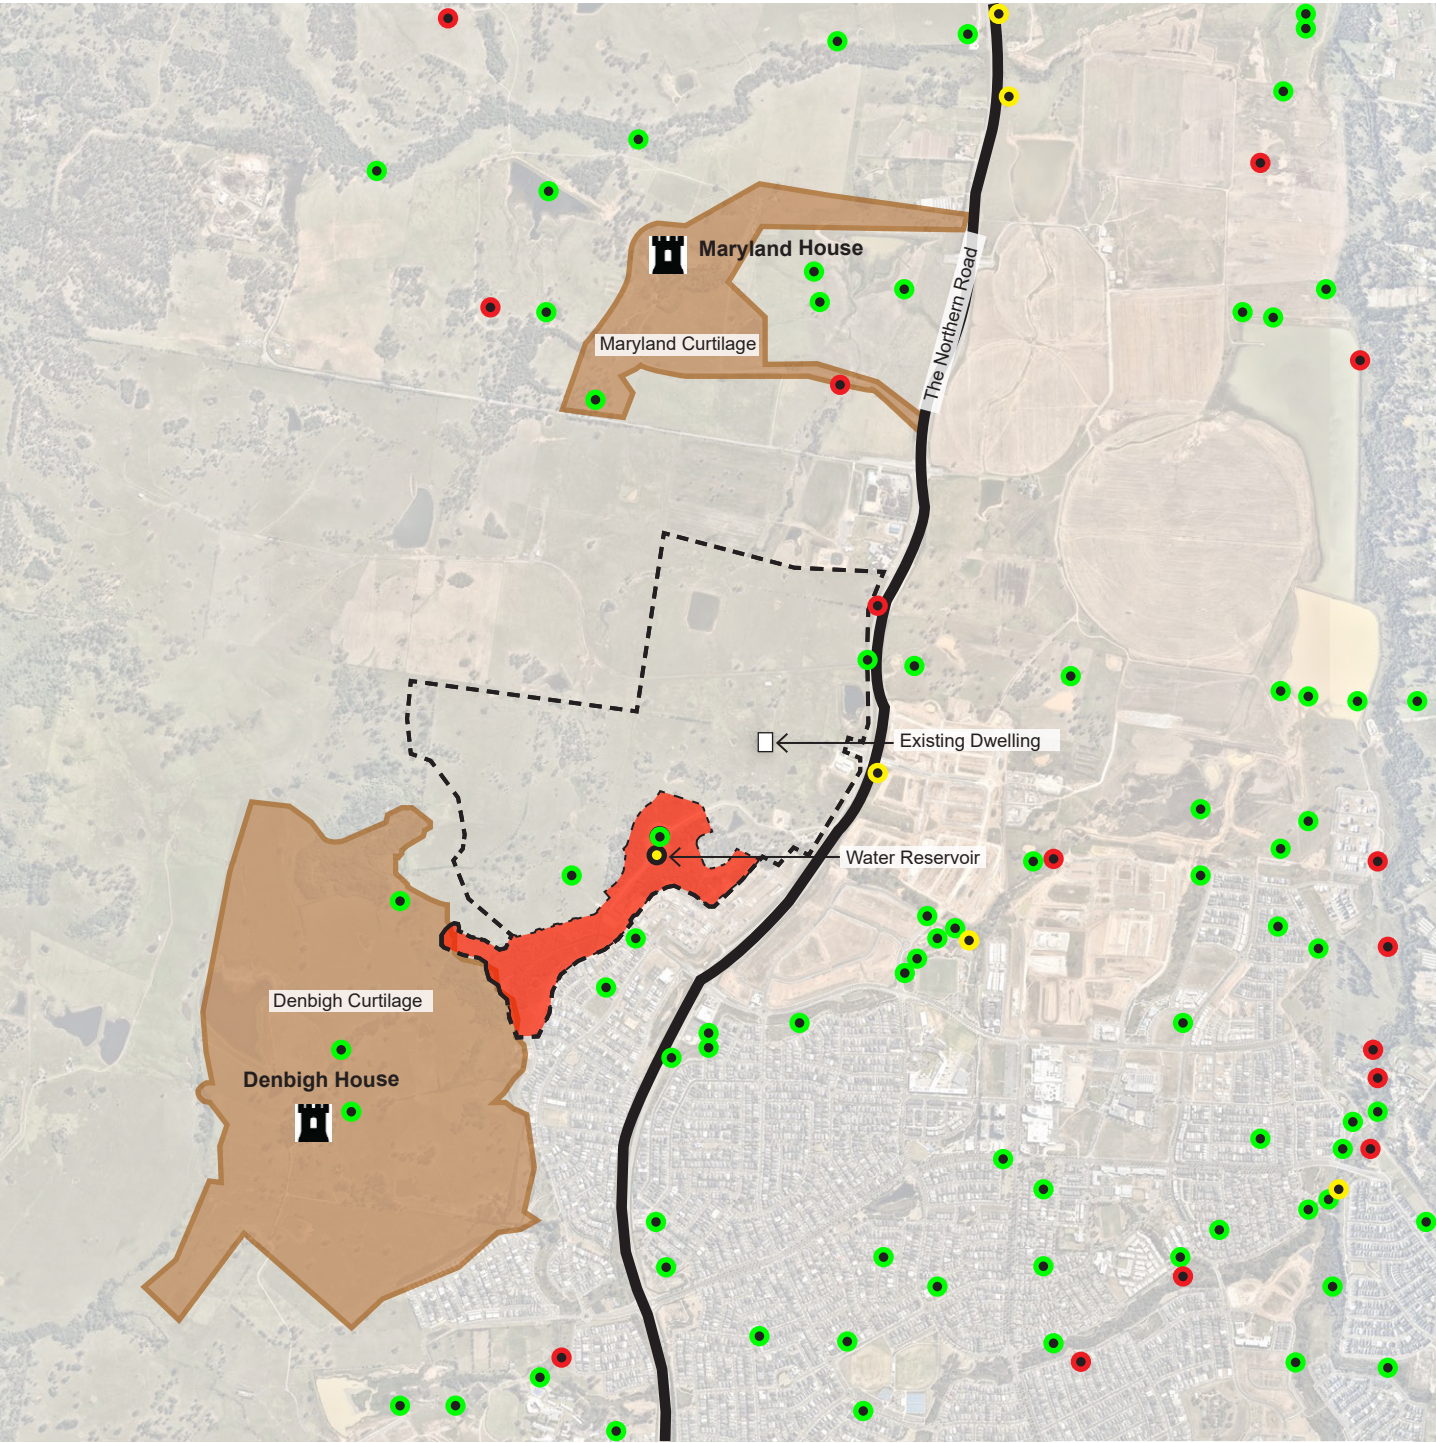 Maryland House
The Northern Road
Maryland Curtilage
Existing Dwelling
Water Reservoir
Denbigh Curtilage
Denbigh House